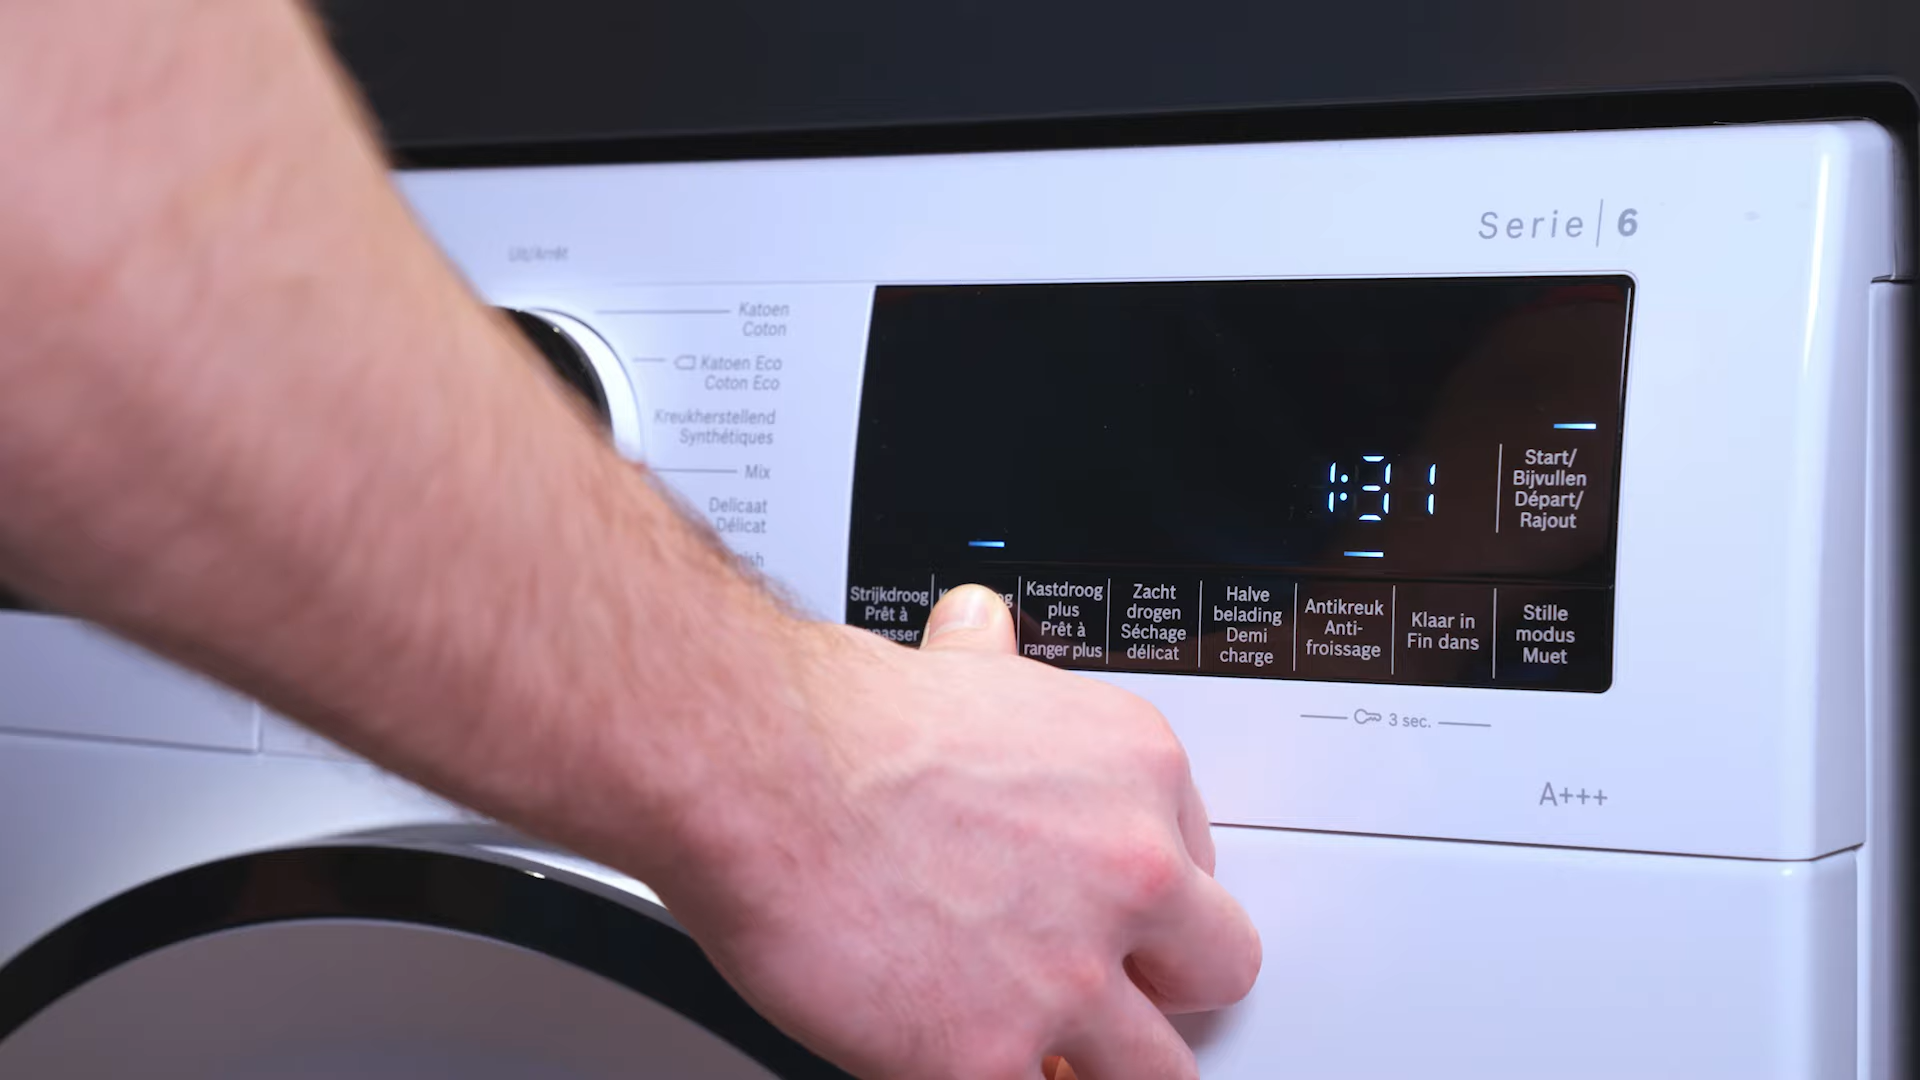 Serie | 6
Uit/Arrêt
Katoen
Coton
Katoen Eco
Coton Eco
Kreukherstellend
Synthétiques
Mix
Delicaat
Délicat
1:31
Start/
Bijvullen
Départ/
Rajout
Strijkdroog
Prêt à
Kastdroog
plus
Prêt à
ranger plus
Zacht
drogen
Séchage
délicat
Halve
belading
Demi
charge
Antikreuk
Anti-
froissage
Klaar in
Fin dans
Stille
modus
Muet
3 sec.
A+++